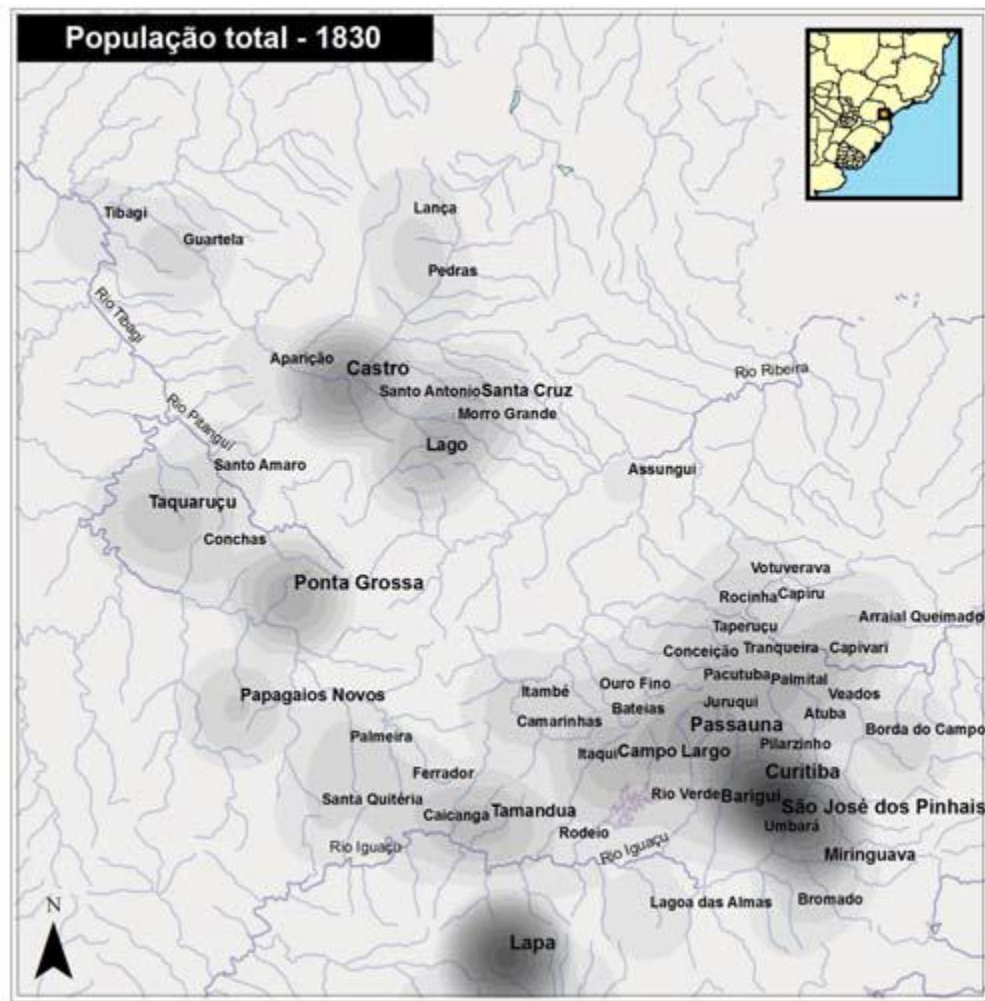 População total - 1830
Lança
Tibagi
Guartela
Pedras
Rio Tibagi
Aparição
Castro
Rio Ribeira
Santo Antonio
Santa Cruz
Morro Grande
Rio Pitangui
Lago
Santo Amaro
Assungui
Taquaruçu
Conchas
Votuverava
Ponta Grossa
Rocinha
Capiru
Arraial Queimado
Taperuçu
Conceição
Tranqueira
Capivari
Pacutuba
Palmital
Ouro Fino
Itambé
Papagaios Novos
Veados
Juruqui
Bateias
Atuba
Camarinhas
Passauna
Borda do Campo
Palmeira
Pilarzinho
Itaqui
Campo Largo
Ferrador
Curitiba
Rio Verde
Barigui
Santa Quitéria
São José dos Pinhais
Caicanga
Tamandua
Umbará
Rodeio
Rio Iguaçu
Rio Iguaçu
Miringuava
Bromado
Lagoa das Almas
N
Lapa